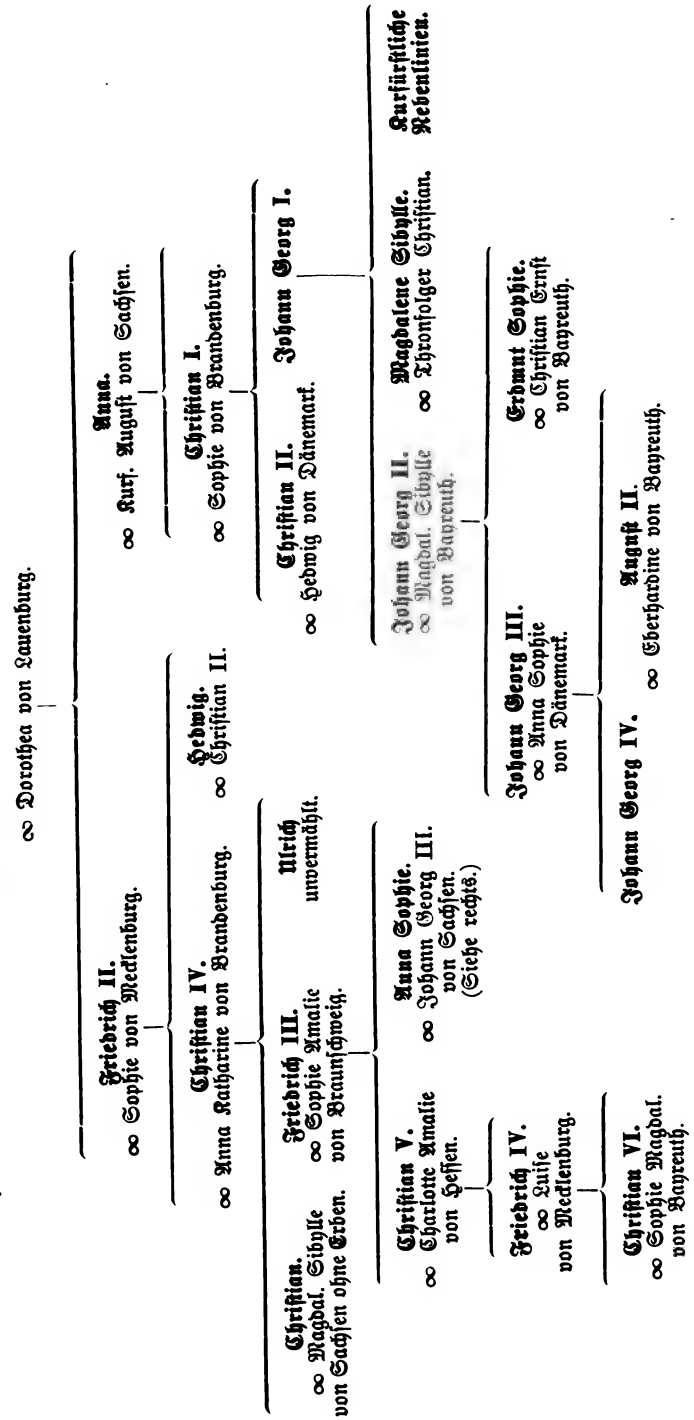 ∞ Dorothea von Lauenburg.
Friedrich II.
∞ Sophie von Mecklenburg.
Anna.
∞ Kurf. August von Sachsen.
Christian IV.
∞ Anna Katharine von Brandenburg.
Hedwig.
∞ Christian II.
Christian I.
∞ Sophie von Brandenburg.
Christian.
∞ Magdal. Sibylle
von Sachsen ohne Erben.
Friedrich III.
∞ Sophie Amalie
von Braunschweig.
Ulrich
unvermählt.
Christian II.
∞ Hedwig von Dänemark.
Johann Georg I.
Christian V.
∞ Charlotte Amalie
von Hessen.
Anna Sophie.
∞ Johann Georg III.
von Sachsen.
(Siehe rechts.)
Johann Georg II.
∞ Magdal. Sibylle
von Bayreuth.
Magdalene Sibylle.
∞ Thronfolger Christian.
Kurfürstliche
Nebenlinien.
Friedrich IV.
∞ Luise
von Mecklenburg.
Johann Georg III.
∞ Anna Sophie
von Dänemark.
Erdmut Sophie.
∞ Christian Ernst
von Bayreuth.
Christian VI.
∞ Sophie Magdal.
von Bayreuth.
Johann Georg IV.
August II.
∞ Eberhardine von Bayreuth.